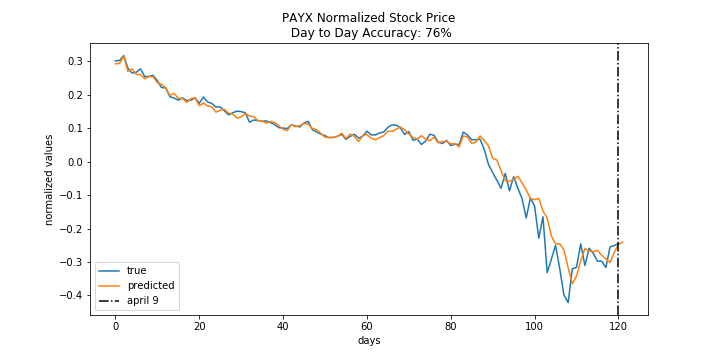 PAYX Normalized Stock Price
Day to Day Accuracy: 76%
normalized values
0.3
0.2
0.1
0.0
−0.1
−0.2
−0.3
−0.4
true
predicted
april 9
0
20
40
60
80
100
120
days